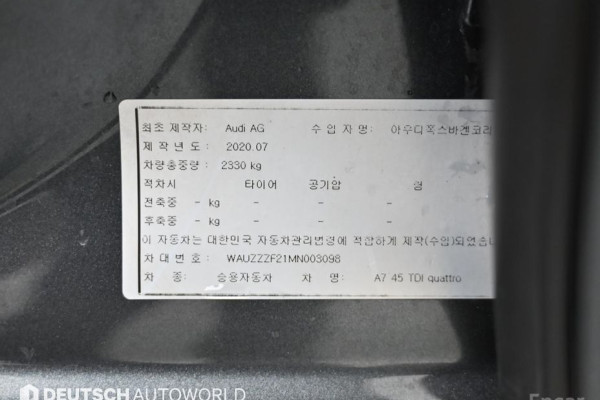 최초 제작자: Audi AG 수 입 자 명: 아우디폭스바겐코리
제 작 년 도 : 2020.07
차량총중량 : 2330 kg
적차시 타이어 공기압 림
전축중 - kg - - -
후축중 - kg - - -
이 자동차는 대한민국 자동차관리법령에 적합하게 제작(수입)되었습니
차 대 번 호 : WAUZZZF21MN003098
차 종: 승용자동차 차 명: A7 45 TDI quattro
DEUTSCH AUTOWORLD
Encar